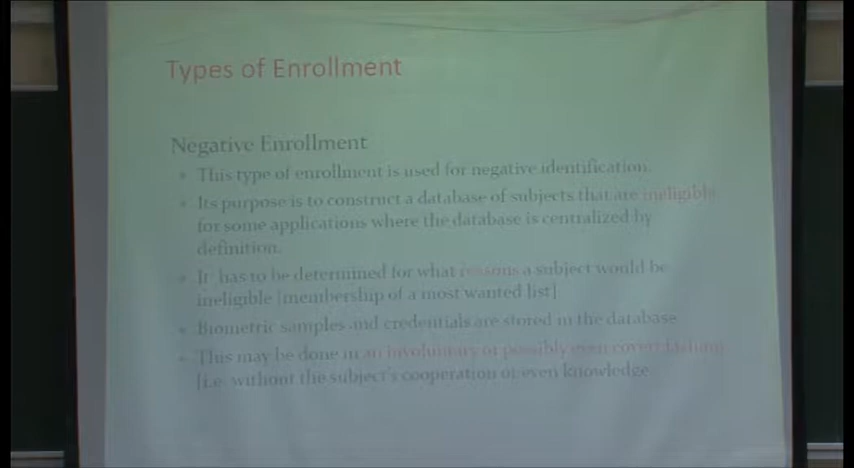 Types of Enrollment
Negative Enrollment
This type of enrollment is used for negative identification.
Its purpose is to construct a database of subjects that are ineligible
for some applications where the database is centralized by
definition.
It has to be determined for what reasons a subject would be
ineligible [membership of a most wanted list]
Biometric samples and credentials are stored in the database
This may be done in an involuntary or possibly even covert fashion
[i.e. without the subject's cooperation or even knowledge.